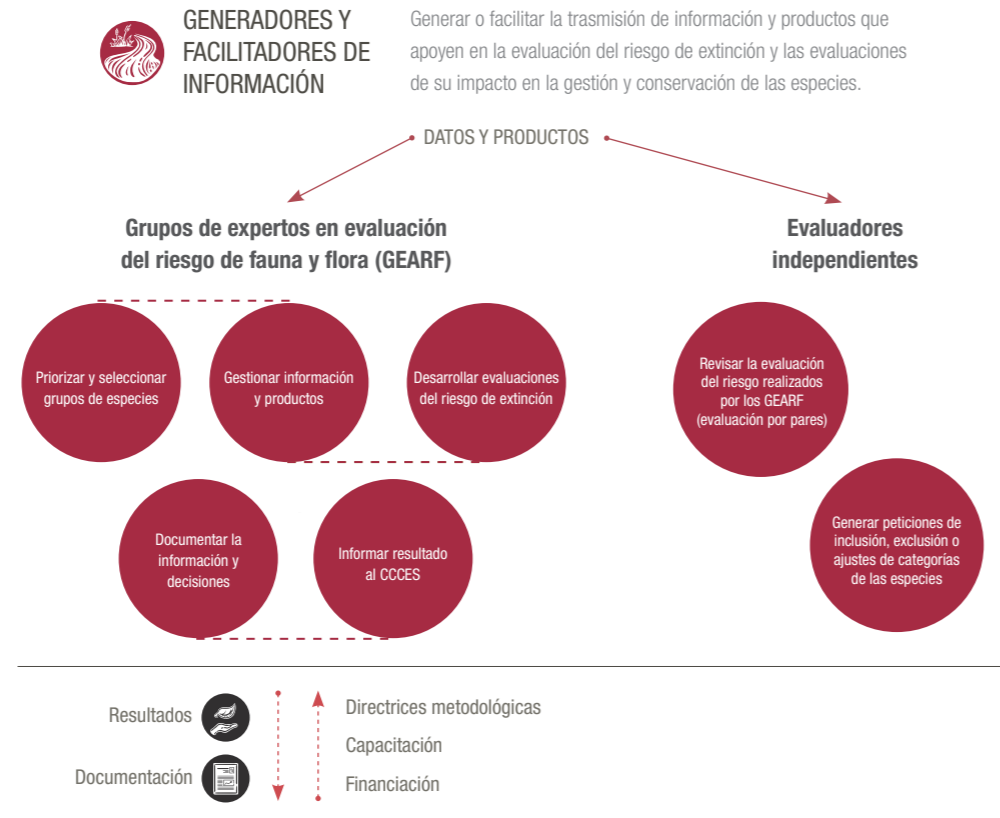 GENERADORES Y
FACILITADORES DE
INFORMACIÓN
Generar o facilitar la trasmisión de información y productos que
apoyen en la evaluación del riesgo de extinción y las evaluaciones
de su impacto en la gestión y conservación de las especies.
DATOS Y PRODUCTOS
Grupos de expertos en evaluación
del riesgo de fauna y flora (GEARF)
Priorizar y seleccionar
grupos de especies
Gestionar información
y productos
Desarrollar evaluaciones
del riesgo de extinción
Documentar la
información y
decisiones
Informar resultado
al CCCES
Evaluadores
independientes
Revisar la evaluación
del riesgo realizados
por los GEARF
(evaluación por pares)
Generar peticiones de
inclusión, exclusión o
ajustes de categorías
de las especies
Resultados
Documentación
Directrices metodológicas
Capacitación
Financiación